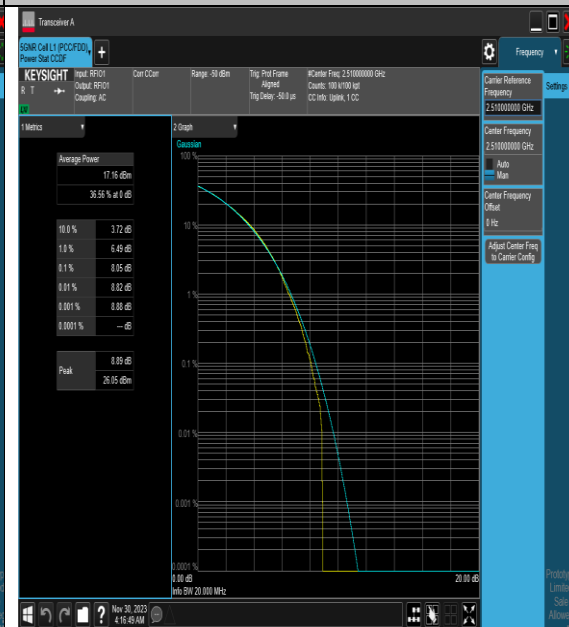 Transceiver A
5GNR Cell L1 (PCC/FDD)
Power Stat CCDF
+
Frequency
KEYSIGHT
R T
LXI
Input: RFIO1
Output: RFIO1
Coupling: AC
Corr CCorr
Range: -50 dBm
Trig: Prot Frame
Aligned
Trig Delay: -50.0 µs
#Center Freq: 2.510000000 GHz
Counts: 100 k/100 kpt
CC Info: Uplink, 1 CC
1 Metrics
Average Power
17.16 dBm
36.56 % at 0 dB
10.0 % 3.72 dB
1.0 % 6.49 dB
0.1 % 8.05 dB
0.01 % 8.82 dB
0.001 % 8.88 dB
0.0001 % --- dB
Peak
8.89 dB
26.05 dBm
2 Graph
Gaussian
100 %
10 %
1 %
0.1 %
0.01 %
0.001 %
0.0001 %
0.00 dB
20.00 dB
Info BW 20.000 MHz
Carrier Reference
Frequency
2.510000000 GHz
Center Frequency
2.510000000 GHz
Auto
Man
Center Frequency
Offset
0 Hz
Adjust Center Freq
to Carrier Config
Settings
?
Nov 30, 2023
4:16:49 AM